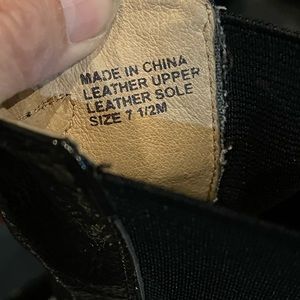 MADE IN CHINA
LEATHER UPPER
LEATHER SOLE
SIZE 7 1/2M